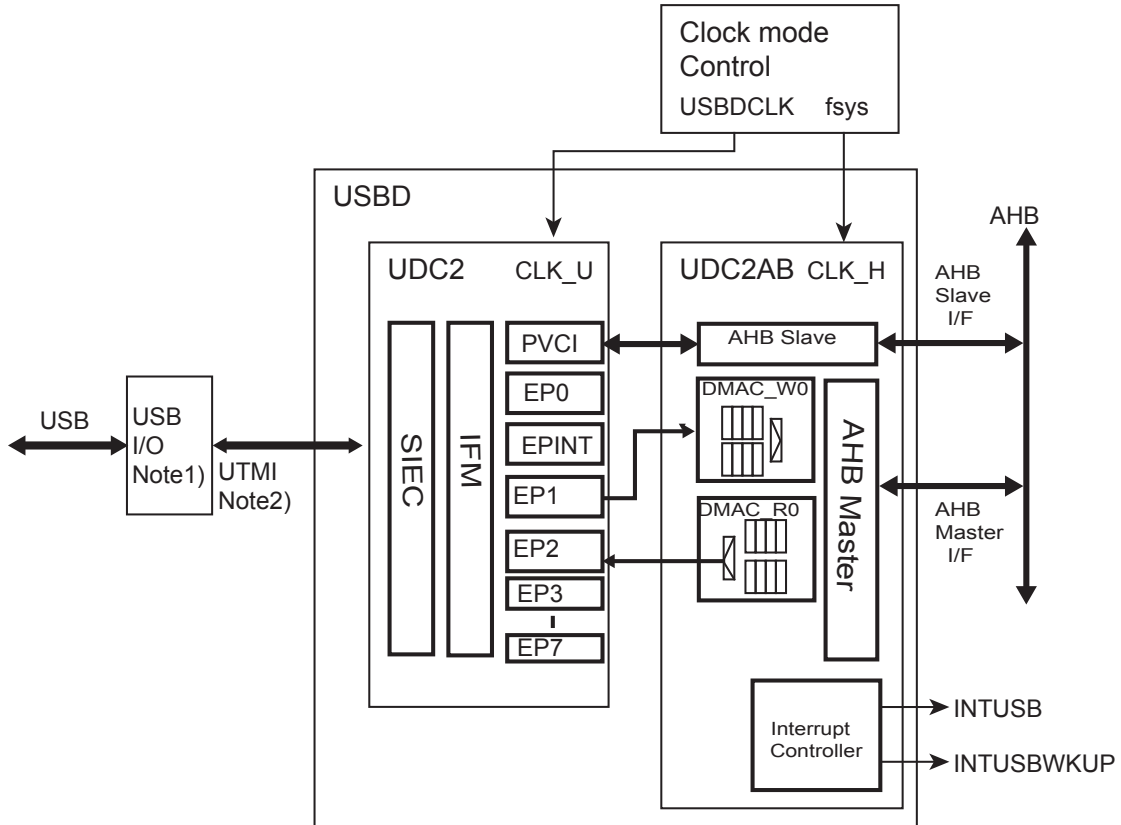 Clock mode
Control
USBDCLK fsys
USBD
AHB
UDC2 CLK_U
UDC2AB CLK_H
AHB
Slave
I/F
PVCI
AHB Slave
EP0
DMAC_W0
USB
USB
I/O
Note1)
UTMI
Note2)
SIEC
IFM
EPINT
EP1
AHB Master
DMAC_R0
AHB
Master
I/F
EP2
EP3
EP7
Interrupt
Controller
INTUSB
INTUSBWKUP